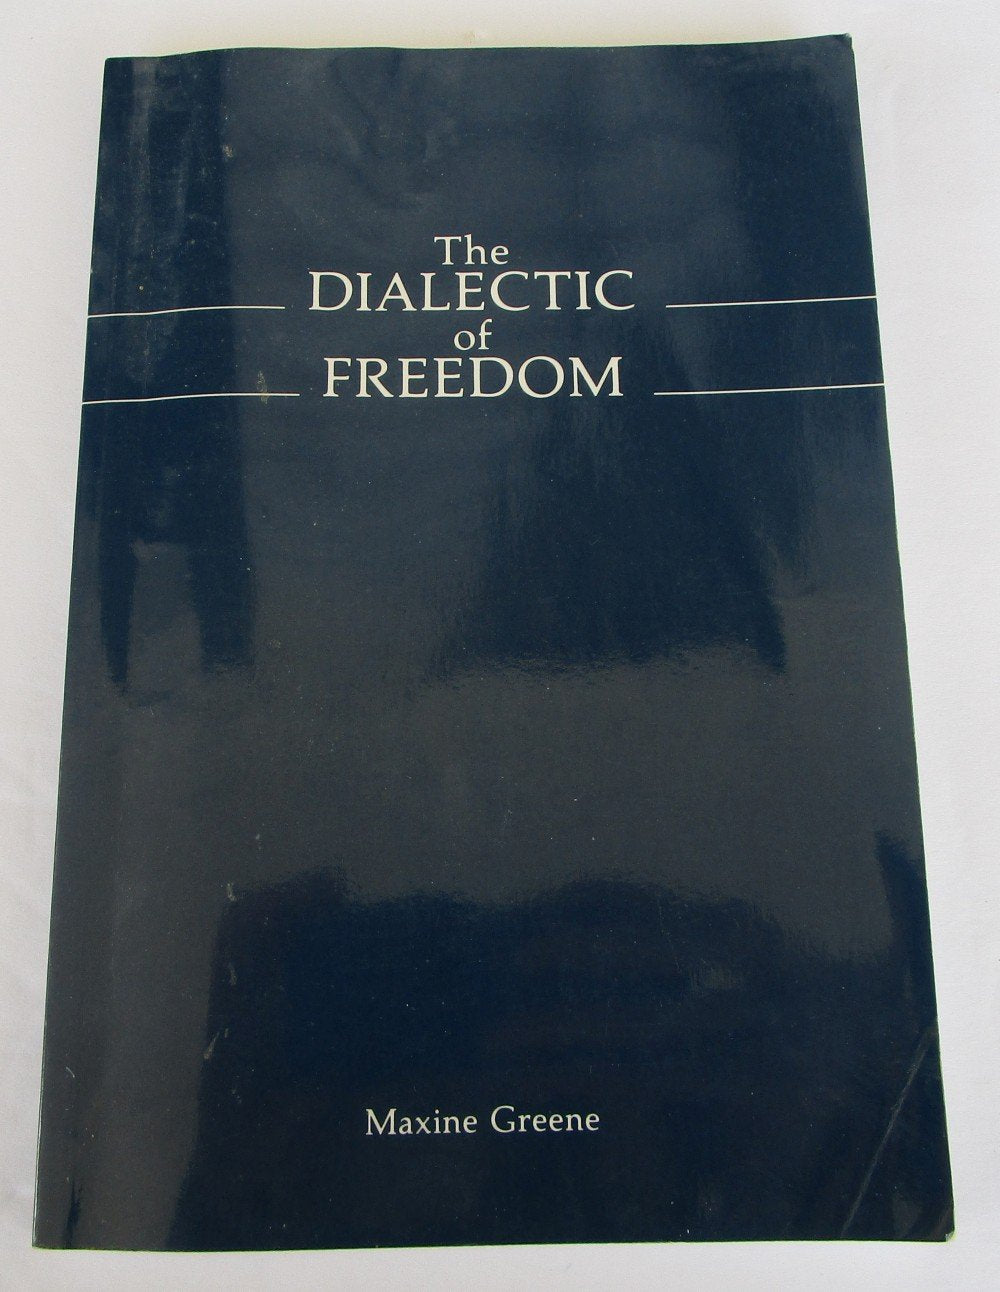 The
DIALECTIC
of
FREEDOM
Maxine Greene